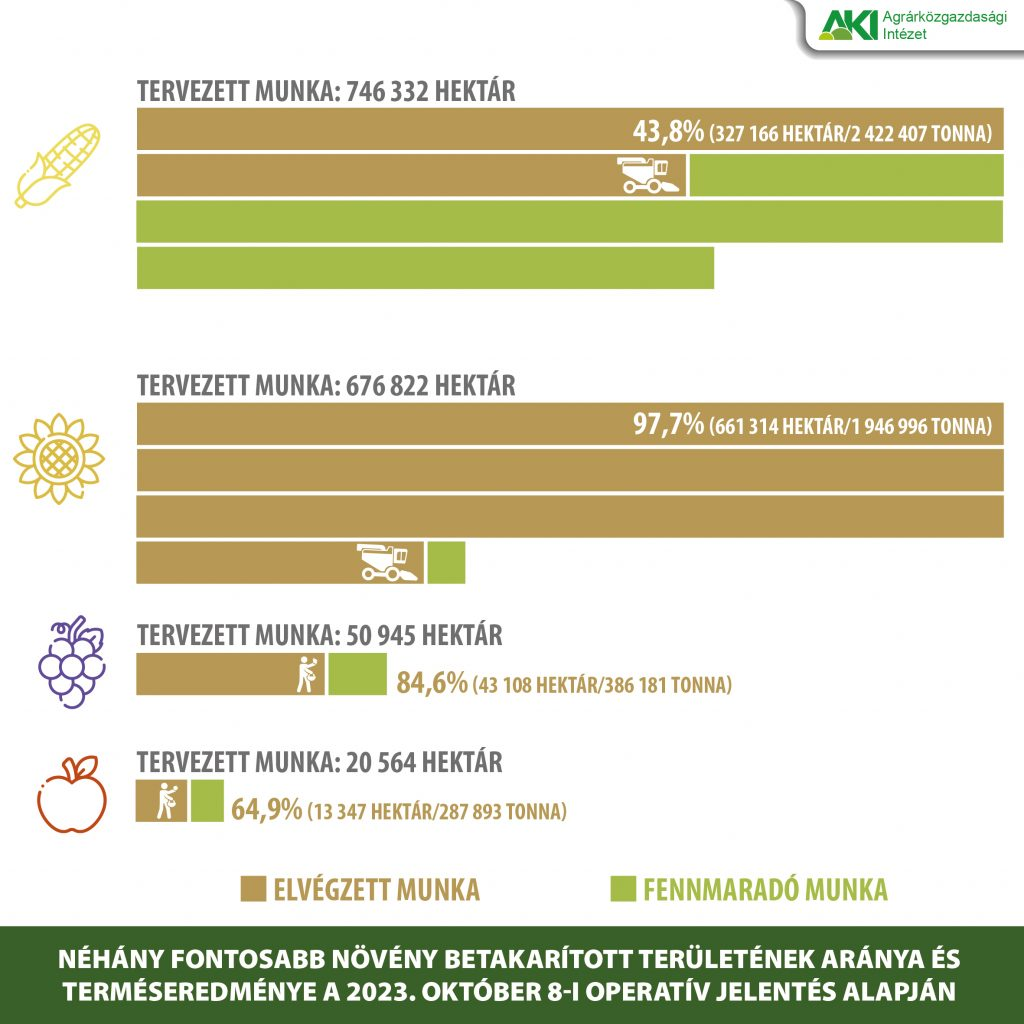 AKI Agrárközgazdasági
Intézet
TERVEZETT MUNKA: 746 332 HEKTÁR
43,8% (327 166 HEKTÁR/2 422 407 TONNA)
TERVEZETT MUNKA: 676 822 HEKTÁR
97,7% (661 314 HEKTÁR/1 946 996 TONNA)
TERVEZETT MUNKA: 50 945 HEKTÁR
84,6% (43 108 HEKTÁR/386 181 TONNA)
TERVEZETT MUNKA: 20 564 HEKTÁR
64,9% (13 347 HEKTÁR/287 893 TONNA)
ELVÉGZETT MUNKA
FENNMARADÓ MUNKA
NÉHÁNY FONTOSABB NÖVÉNY BETAKARÍTOTT TERÜLETÉNEK ARÁNYA ÉS
TERMÉSEREDMÉNYE A 2023. OKTÓBER 8-I OPERATÍV JELENTÉS ALAPJÁN